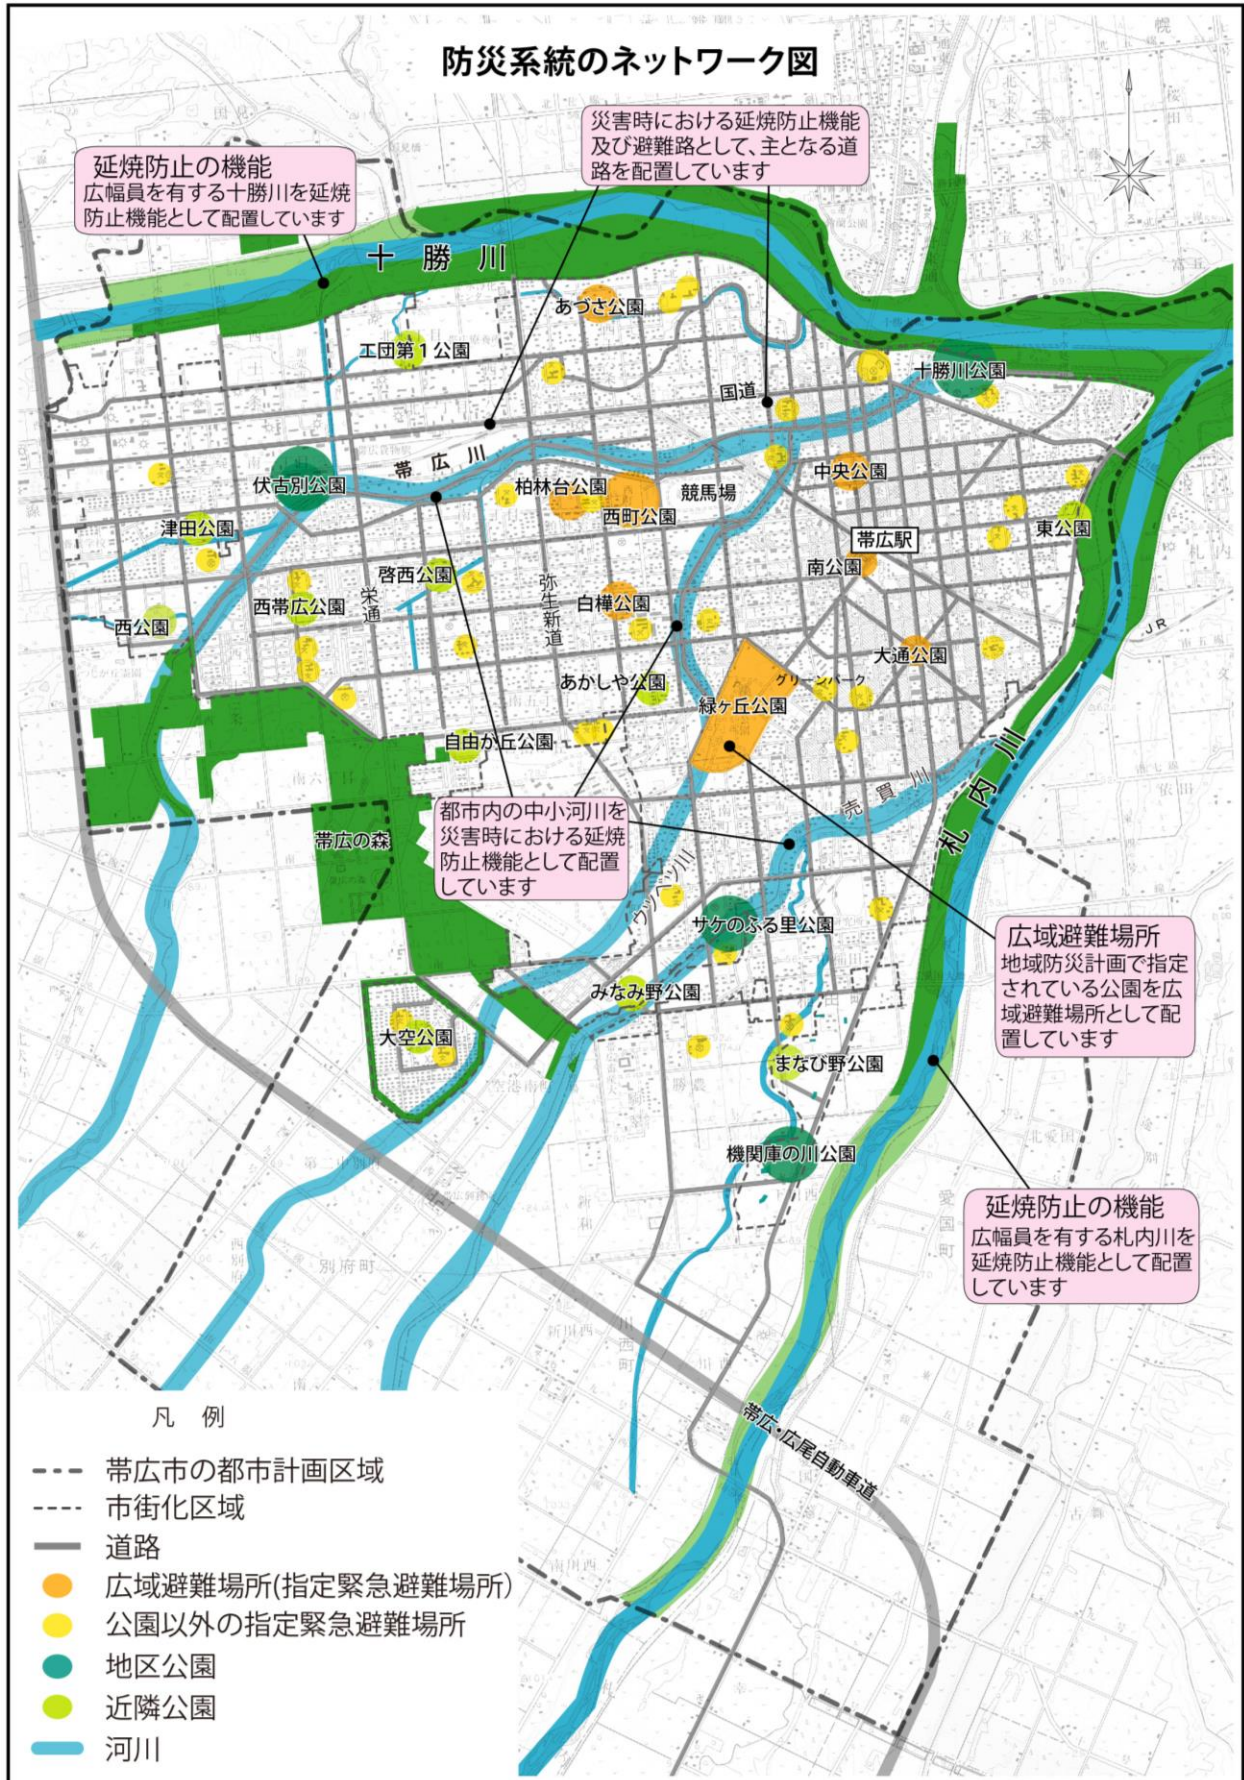 防災系統のネットワーク図
災害時における延焼防止機能
及び避難路として、主となる道
路を配置しています
延焼防止の機能
広幅員を有する十勝川を延焼
防止機能として配置しています
十勝川
あづさ公園
工団第1公園
国道
十勝川公園
帯広川
伏古別公園
柏林台公園
西町公園
競馬場
中央公園
津田公園
東公園
帯広駅
南公園
啓西公園
弥生新道
白樺公園
西帯広公園
栄通
西公園
JR
大通公園
あかしや公園
グリーンパーク
緑ヶ丘公園
自由が丘公園
売買川
札内川
都市内の中小河川を
災害時における延焼
防止機能として配置
しています
帯広の森
ウツベツ川
サケのふる里公園
広域避難場所
地域防災計画で指定
されている公園を広
域避難場所として配
置しています
みなみ野公園
大空公園
まなび野公園
機関庫の川公園
愛国町
延焼防止の機能
広幅員を有する札内川を
延焼防止機能として配置
しています
別府町
川西町
帯広・広尾自動車道
凡例
帯広市の都市計画区域
市街化区域
道路
広域避難場所(指定緊急避難場所)
公園以外の指定緊急避難場所
地区公園
近隣公園
河川